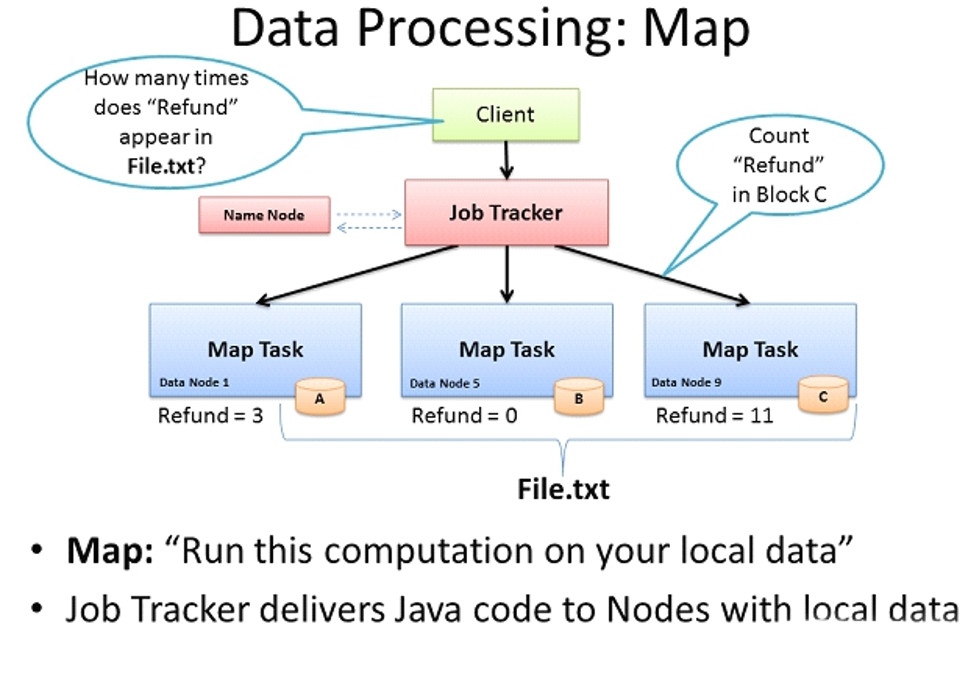 Data Processing: Map
How many times
does “Refund”
appear in
File.txt?
Client
Count
“Refund”
in Block C
Name Node
Job Tracker
Map Task
Data Node 1
A
Refund = 3
Map Task
Data Node 5
B
Refund = 0
Map Task
Data Node 9
C
Refund = 11
File.txt
• Map: “Run this computation on your local data”
• Job Tracker delivers Java code to Nodes with local data